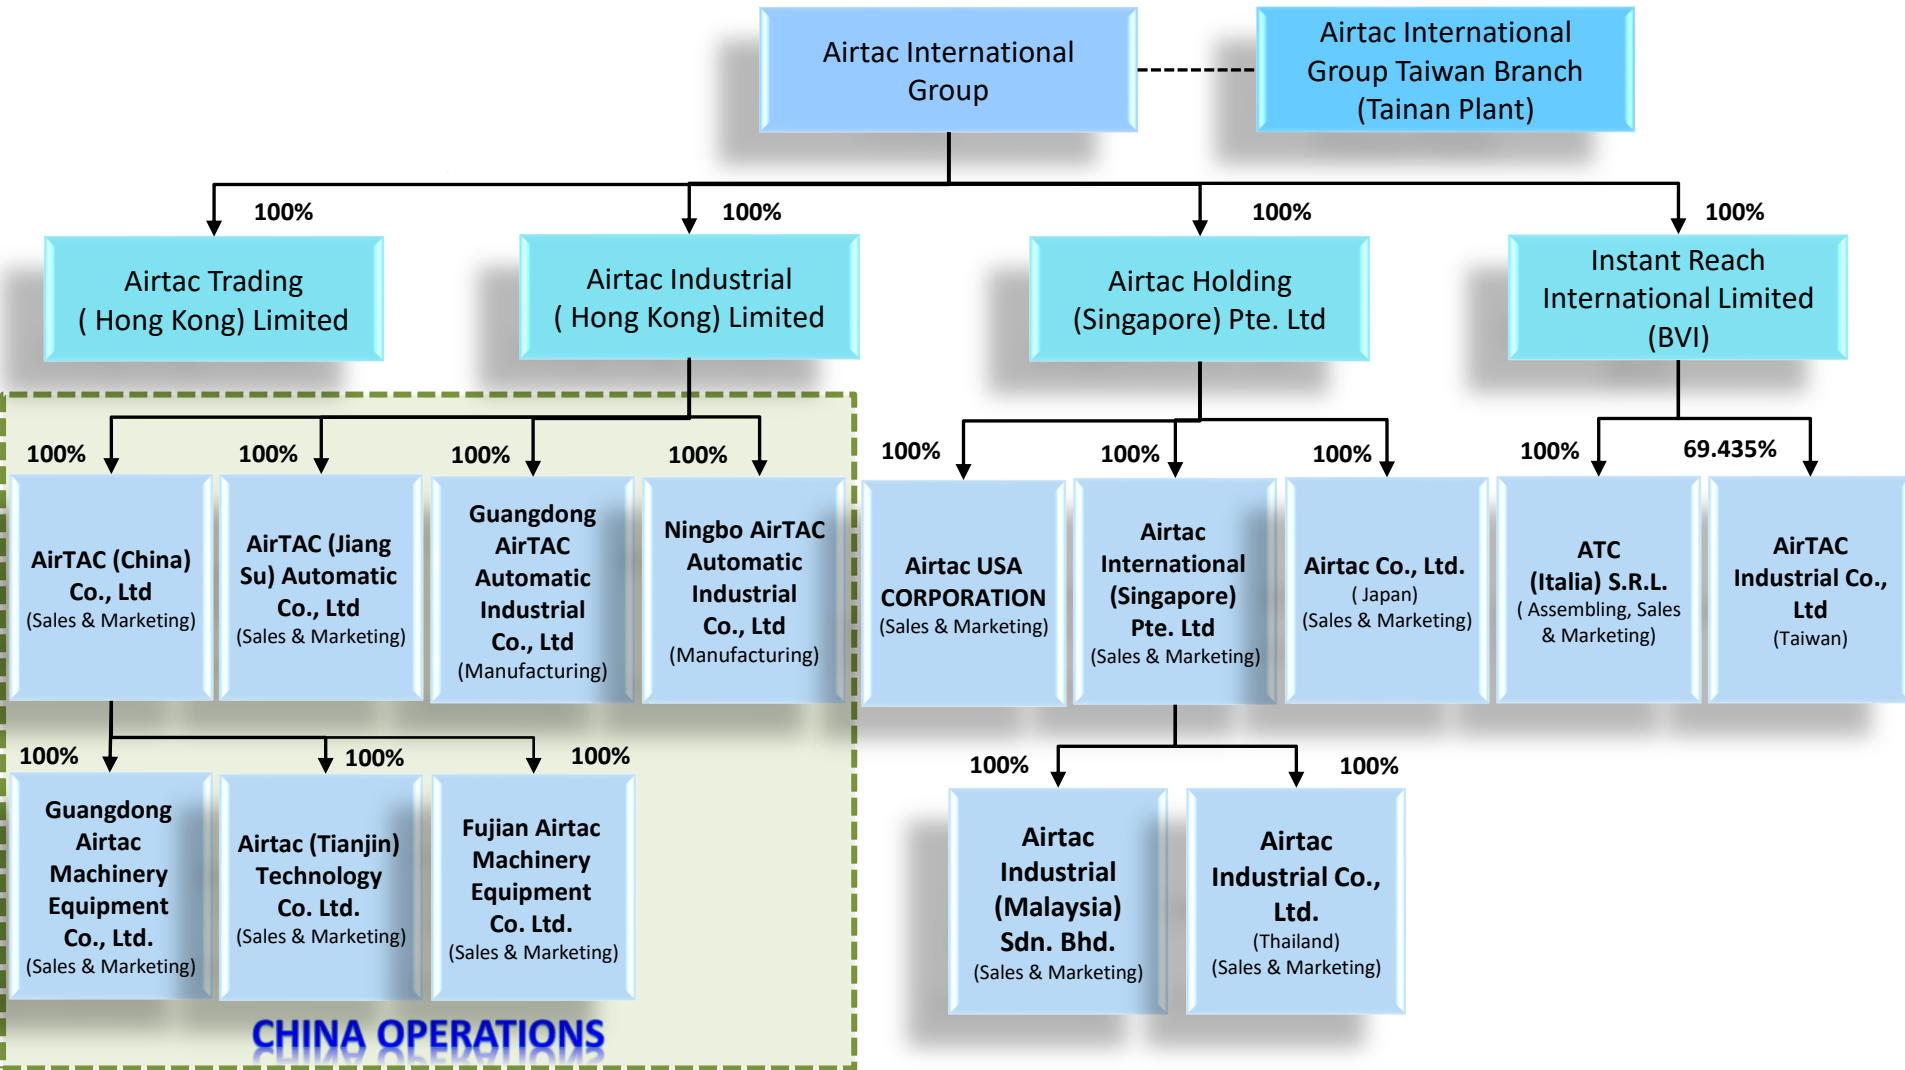 Airtac International
Group
Airtac International
Group Taiwan Branch
(Tainan Plant)
100%
100%
100%
100%
Airtac Trading
( Hong Kong) Limited
Airtac Industrial
( Hong Kong) Limited
Airtac Holding
(Singapore) Pte. Ltd
Instant Reach
International Limited
(BVI)
100%
100%
100%
100%
100%
100%
100%
100%
69.435%
AirTAC (China)
Co., Ltd
(Sales & Marketing)
AirTAC (Jiang
Su) Automatic
Co., Ltd
(Sales & Marketing)
Guangdong
AirTAC
Automatic
Industrial
Co., Ltd
(Manufacturing)
Ningbo AirTAC
Automatic
Industrial
Co., Ltd
(Manufacturing)
Airtac USA
CORPORATION
(Sales & Marketing)
Airtac
International
(Singapore)
Pte. Ltd
(Sales & Marketing)
Airtac Co., Ltd.
( Japan)
(Sales & Marketing)
ATC
(Italia) S.R.L.
( Assembling, Sales
& Marketing)
AirTAC
Industrial Co.,
Ltd
(Taiwan)
100%
100%
100%
100%
100%
Guangdong
Airtac
Machinery
Equipment
Co., Ltd.
(Sales & Marketing)
Airtac (Tianjin)
Technology
Co. Ltd.
(Sales & Marketing)
Fujian Airtac
Machinery
Equipment
Co. Ltd.
(Sales & Marketing)
Airtac
Industrial
(Malaysia)
Sdn. Bhd.
(Sales & Marketing)
Airtac
Industrial Co.,
Ltd.
(Thailand)
(Sales & Marketing)
CHINA OPERATIONS